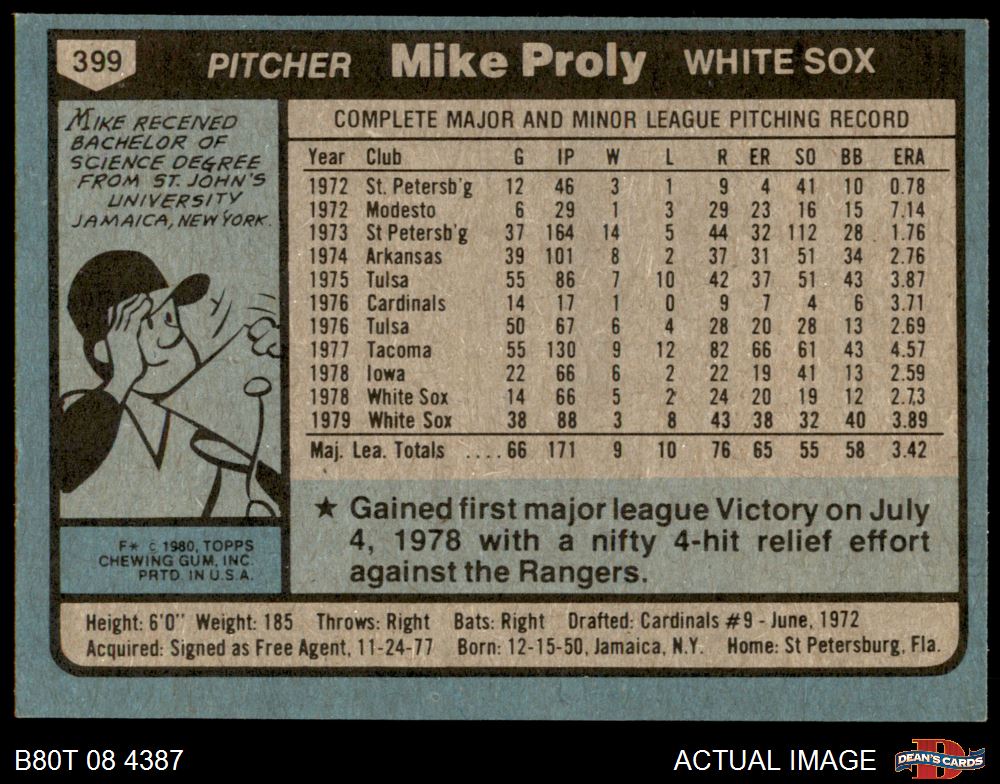 399 PITCHER Mike Proly WHITE SOX
MIKE RECEIVED
BACHELOR OF
SCIENCE DEGREE
FROM ST. JOHN'S
UNIVERSITY
JAMAICA, NEW YORK.
COMPLETE MAJOR AND MINOR LEAGUE PITCHING RECORD
Year Club G IP W L R ER SO BB ERA
1972 St. Petersb'g 12 46 3 1 9 4 41 10 0.78
1972 Modesto 6 29 1 3 29 23 16 15 7.14
1973 St Petersb'g 37 164 14 5 44 32 112 28 1.76
1974 Arkansas 39 101 8 2 37 31 51 34 2.76
1975 Tulsa 55 86 7 10 42 37 51 43 3.87
1976 Cardinals 14 17 1 0 9 7 4 6 3.71
1976 Tulsa 50 67 6 4 28 20 28 13 2.69
1977 Tacoma 55 130 9 12 82 66 61 43 4.57
1978 Iowa 22 66 6 2 22 19 41 13 2.59
1978 White Sox 14 66 5 2 24 20 19 12 2.73
1979 White Sox 38 88 3 8 43 38 32 40 3.89
Maj. Lea. Totals .... 66 171 9 10 76 65 55 58 3.42
★ Gained first major league Victory on July
4, 1978 with a nifty 4-hit relief effort
against the Rangers.
F* © 1980, TOPPS
CHEWING GUM, INC.
PRTD. IN U.S.A.
Height: 6'0" Weight: 185 Throws: Right Bats: Right Drafted: Cardinals #9 - June, 1972
Acquired: Signed as Free Agent, 11-24-77 Born: 12-15-50, Jamaica, N.Y. Home: St Petersburg, Fla.
B80T 08 4387 ACTUAL IMAGE D DEAN'S CARDS